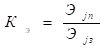 К э = Э jп / Э jз